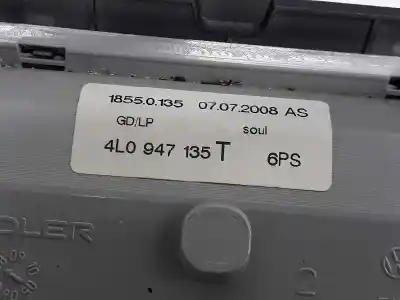 1855.0.135 07.07.2008 AS
GD/LP soul
4L0 947 135 T 6PS